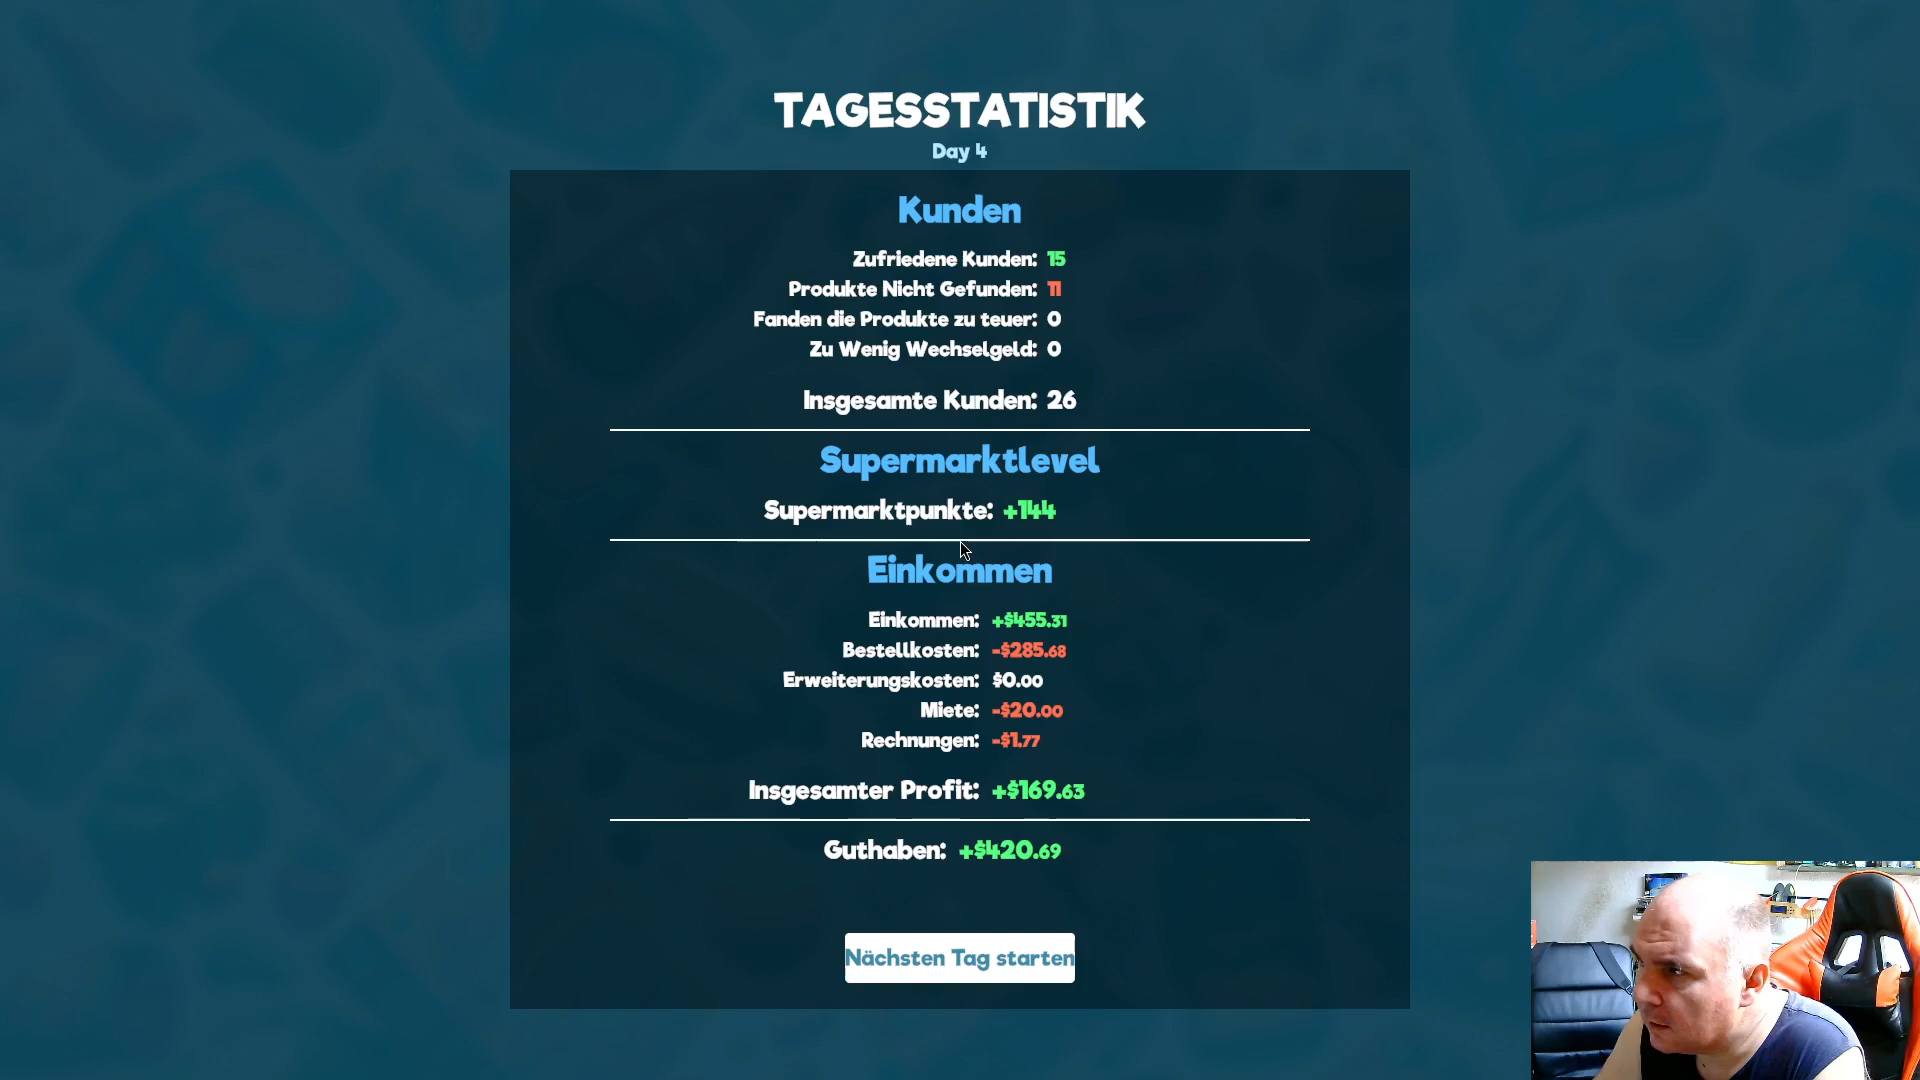 TAGESSTATISTIK
Day 4
Kunden
Zufriedene Kunden: 15
Produkte Nicht Gefunden: 11
Fanden die Produkte zu teuer: 0
Zu Wenig Wechselgeld: 0
Insgesamte Kunden: 26
Supermarktlevel
Supermarktpunkte: +144
Einkommen
Einkommen: +$455.31
Bestellkosten: -$285.68
Erweiterungskosten: $0.00
Miete: -$20.00
Rechnungen: -$1.77
Insgesamter Profit: +$169.63
Guthaben: +$420.69
Nächsten Tag starten